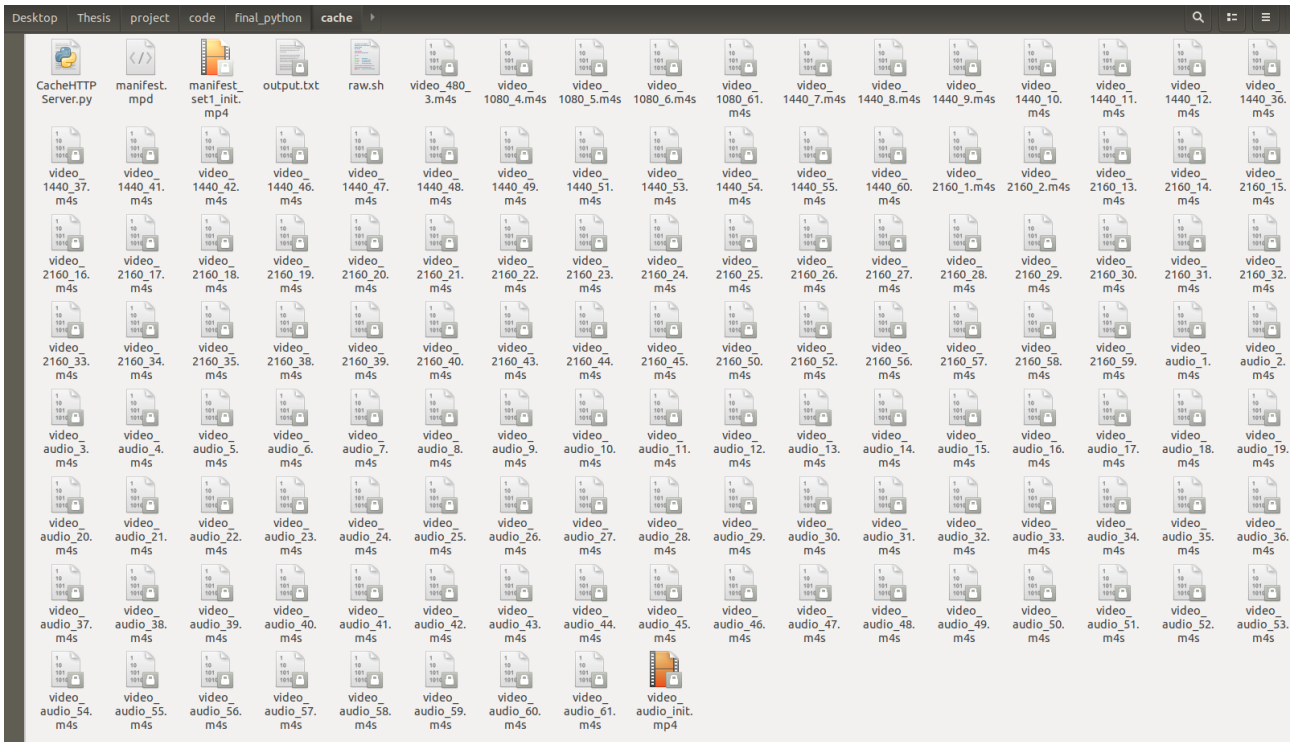 Desktop Thesis project code final_python cache
CacheHTTP Server.py
manifest. mpd
manifest_ set1_init. mp4
output.txt
raw.sh
video_480_ 3.m4s
video_ 1080_4.m4s
video_ 1080_5.m4s
video_ 1080_6.m4s
video_ 1080_61. m4s
video_ 1440_7.m4s
video_ 1440_8.m4s
video_ 1440_9.m4s
video_ 1440_10. m4s
video_ 1440_11. m4s
video_ 1440_12. m4s
video_ 1440_36. m4s
video_ 1440_37. m4s
video_ 1440_41. m4s
video_ 1440_42. m4s
video_ 1440_46. m4s
video_ 1440_47. m4s
video_ 1440_48. m4s
video_ 1440_49. m4s
video_ 1440_51. m4s
video_ 1440_53. m4s
video_ 1440_54. m4s
video_ 1440_55. m4s
video_ 1440_60. m4s
video_ 2160_1.m4s
video_ 2160_2.m4s
video_ 2160_13. m4s
video_ 2160_14. m4s
video_ 2160_15. m4s
video_ 2160_16. m4s
video_ 2160_17. m4s
video_ 2160_18. m4s
video_ 2160_19. m4s
video_ 2160_20. m4s
video_ 2160_21. m4s
video_ 2160_22. m4s
video_ 2160_23. m4s
video_ 2160_24. m4s
video_ 2160_25. m4s
video_ 2160_26. m4s
video_ 2160_27. m4s
video_ 2160_28. m4s
video_ 2160_29. m4s
video_ 2160_30. m4s
video_ 2160_31. m4s
video_ 2160_32. m4s
video_ 2160_33. m4s
video_ 2160_34. m4s
video_ 2160_35. m4s
video_ 2160_38. m4s
video_ 2160_39. m4s
video_ 2160_40. m4s
video_ 2160_43. m4s
video_ 2160_44. m4s
video_ 2160_45. m4s
video_ 2160_50. m4s
video_ 2160_52. m4s
video_ 2160_56. m4s
video_ 2160_57. m4s
video_ 2160_58. m4s
video_ 2160_59. m4s
video_ audio_1. m4s
video_ audio_2. m4s
video_ audio_3. m4s
video_ audio_4. m4s
video_ audio_5. m4s
video_ audio_6. m4s
video_ audio_7. m4s
video_ audio_8. m4s
video_ audio_9. m4s
video_ audio_10. m4s
video_ audio_11. m4s
video_ audio_12. m4s
video_ audio_13. m4s
video_ audio_14. m4s
video_ audio_15. m4s
video_ audio_16. m4s
video_ audio_17. m4s
video_ audio_18. m4s
video_ audio_19. m4s
video_ audio_20. m4s
video_ audio_21. m4s
video_ audio_22. m4s
video_ audio_23. m4s
video_ audio_24. m4s
video_ audio_25. m4s
video_ audio_26. m4s
video_ audio_27. m4s
video_ audio_28. m4s
video_ audio_29. m4s
video_ audio_30. m4s
video_ audio_31. m4s
video_ audio_32. m4s
video_ audio_33. m4s
video_ audio_34. m4s
video_ audio_35. m4s
video_ audio_36. m4s
video_ audio_37. m4s
video_ audio_38. m4s
video_ audio_39. m4s
video_ audio_40. m4s
video_ audio_41. m4s
video_ audio_42. m4s
video_ audio_43. m4s
video_ audio_44. m4s
video_ audio_45. m4s
video_ audio_46. m4s
video_ audio_47. m4s
video_ audio_48. m4s
video_ audio_49. m4s
video_ audio_50. m4s
video_ audio_51. m4s
video_ audio_52. m4s
video_ audio_53. m4s
video_ audio_54. m4s
video_ audio_55. m4s
video_ audio_56. m4s
video_ audio_57. m4s
video_ audio_58. m4s
video_ audio_59. m4s
video_ audio_60. m4s
video_ audio_61. m4s
video_ audio_init. mp4